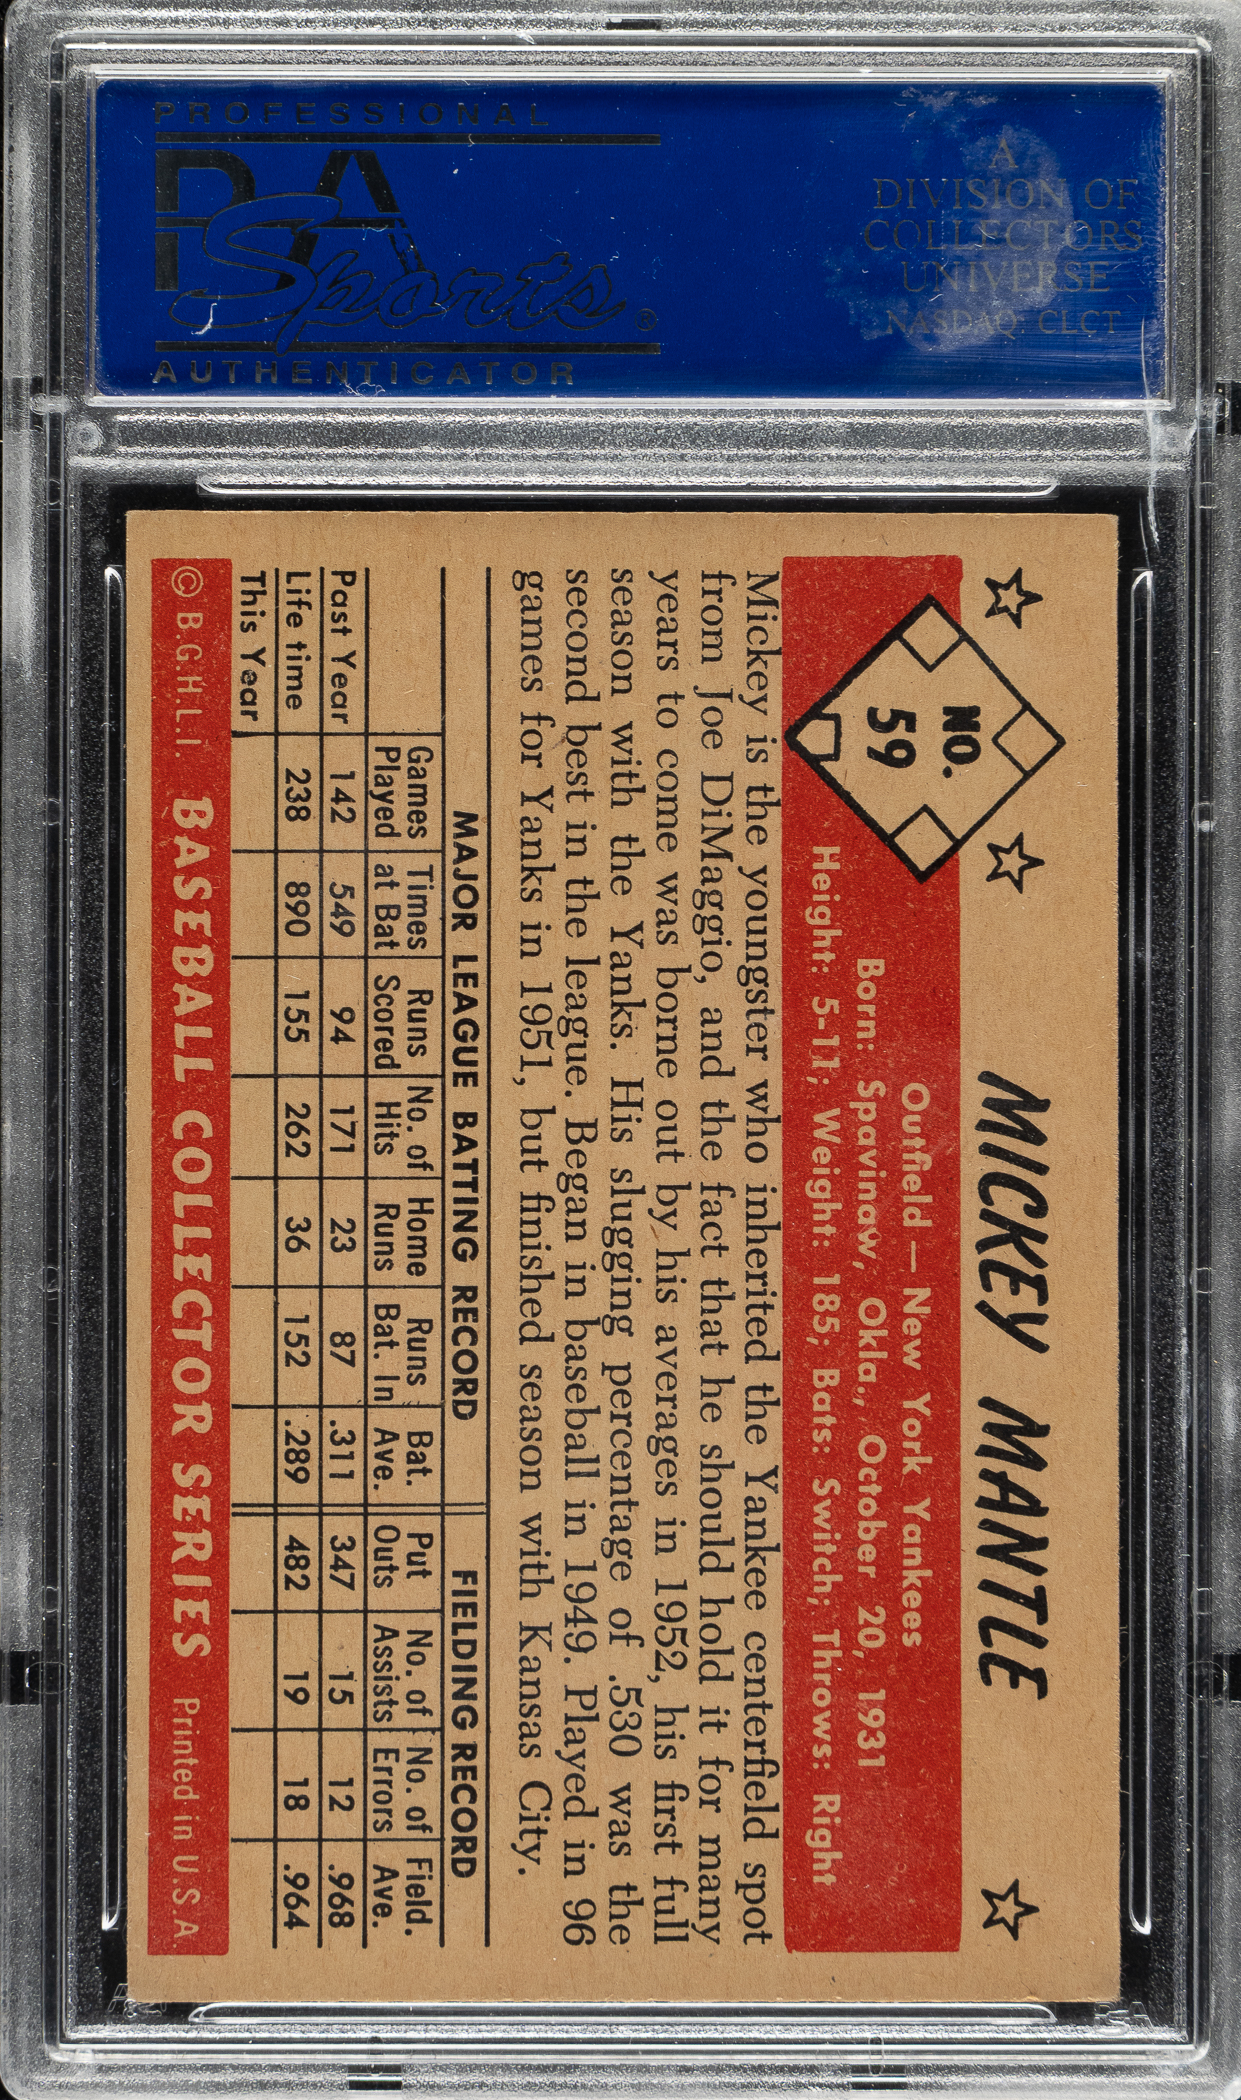 PROFESSIONAL
PSA
Sports ®
AUTHENTICATOR
A
DIVISION OF
COLLECTORS
UNIVERSE
NASDAQ: CLCT
MICKEY MANTLE
NO.
59
Outfield — New York Yankees
Born: Spavinaw, Okla., October 20, 1931
Height: 5-11; Weight: 185; Bats: Switch; Throws: Right
Mickey is the youngster who inherited the Yankee centerfield spot
from Joe DiMaggio, and the fact that he should hold it for many
years to come was borne out by his averages in 1952, his first full
season with the Yanks. His slugging percentage of .530 was the
second best in the league. Began in baseball in 1949. Played in 96
games for Yanks in 1951, but finished season with Kansas City.
MAJOR LEAGUE BATTING RECORD FIELDING RECORD
Games Times Runs No. of Home Runs Bat. Put No. of No. of Field.
Played at Bat Scored Hits Runs Bat. In Ave. Outs Assists Errors Ave.
Past Year 142 549 94 171 23 87 .311 347 15 12 .968
Life time 238 890 155 262 36 152 .289 482 19 18 .964
This Year
© B.G.H.L.I. BASEBALL COLLECTOR SERIES Printed in U.S.A.